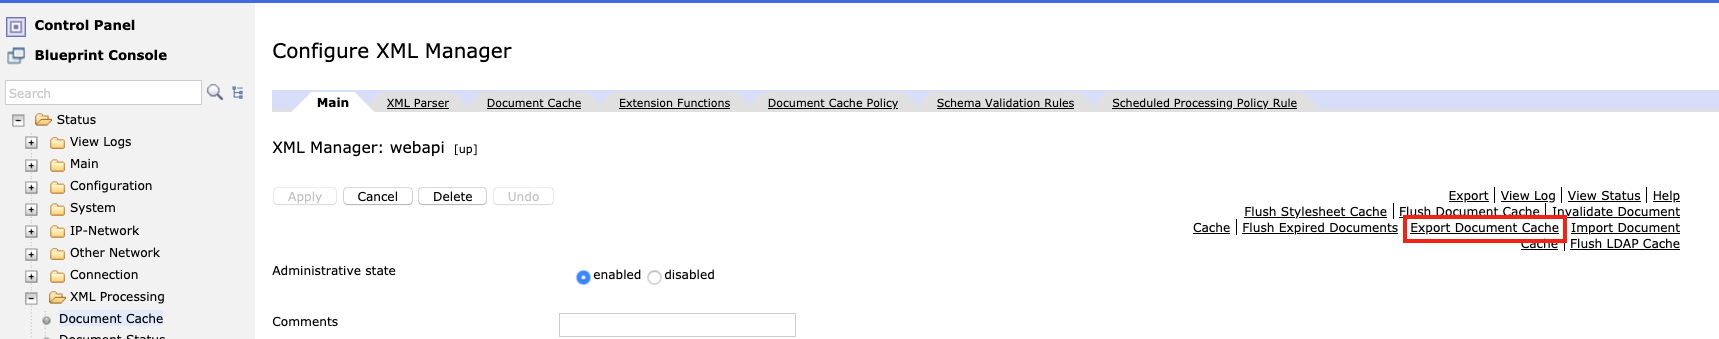 Control Panel
Blueprint Console
Search
Status
View Logs
Main
Configuration
System
IP-Network
Other Network
Connection
XML Processing
Document Cache
Document Status
Configure XML Manager
Main XML Parser Document Cache Extension Functions Document Cache Policy Schema Validation Rules Scheduled Processing Policy Rule
XML Manager: webapi [up]
Apply Cancel Delete Undo
Export | View Log | View Status | Help
Flush Stylesheet Cache | Flush Document Cache | Invalidate Document
Cache | Flush Expired Documents | Export Document Cache | Import Document
Cache | Flush LDAP Cache
Administrative state enabled disabled
Comments